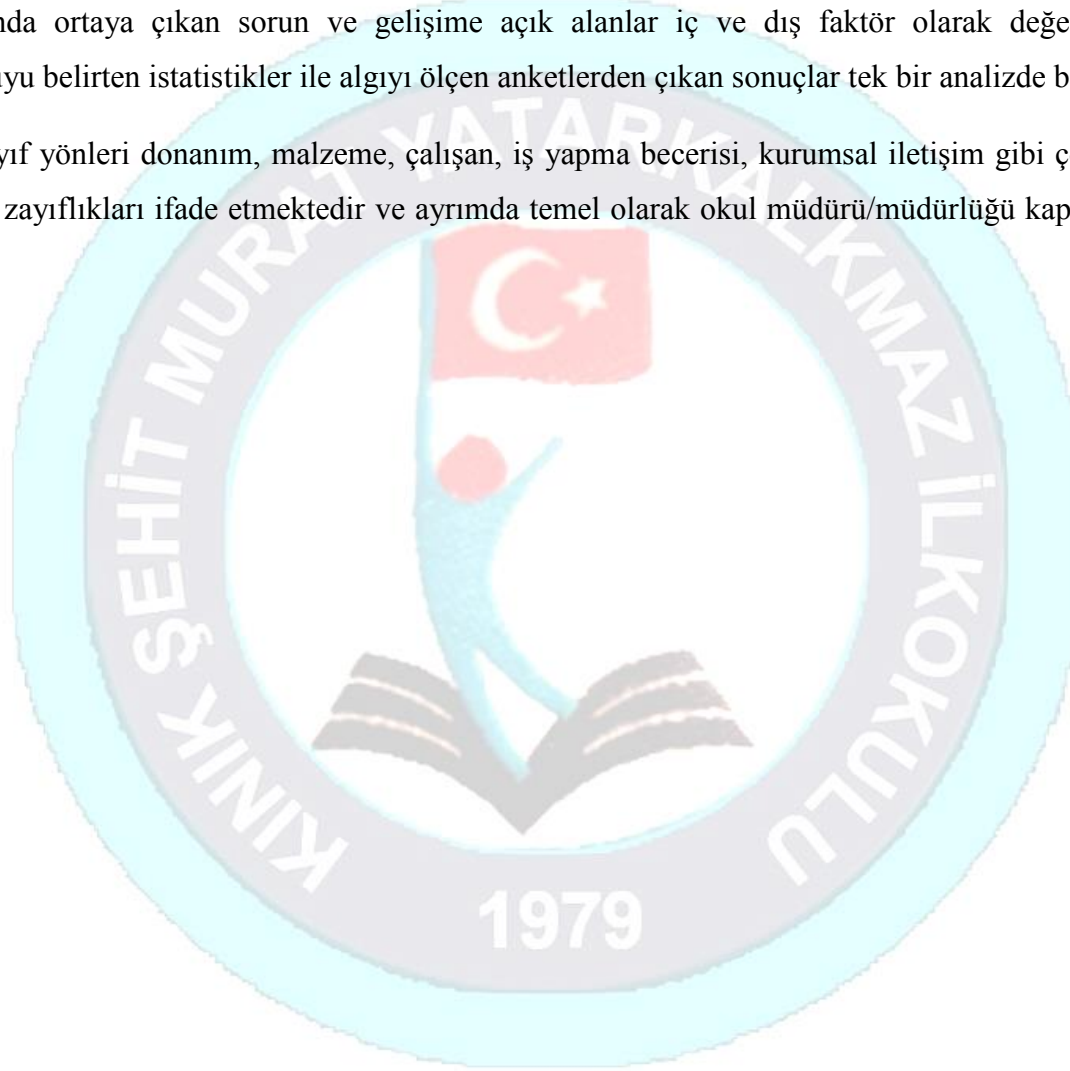 nda ortaya çıkan sorun ve gelişime açık alanlar iç ve dış faktör olarak değe
yu belirten istatistikler ile algıyı ölçen anketlerden çıkan sonuçlar tek bir analizde b
yıf yönleri donanım, malzeme, çalışan, iş yapma becerisi, kurumsal iletişim gibi ç
zayıflıkları ifade etmektedir ve ayrımda temel olarak okul müdürü/müdürlüğü kap
KINIK ŞEHİT MURAT YATARKALKMAZ İLKOKULU
1979